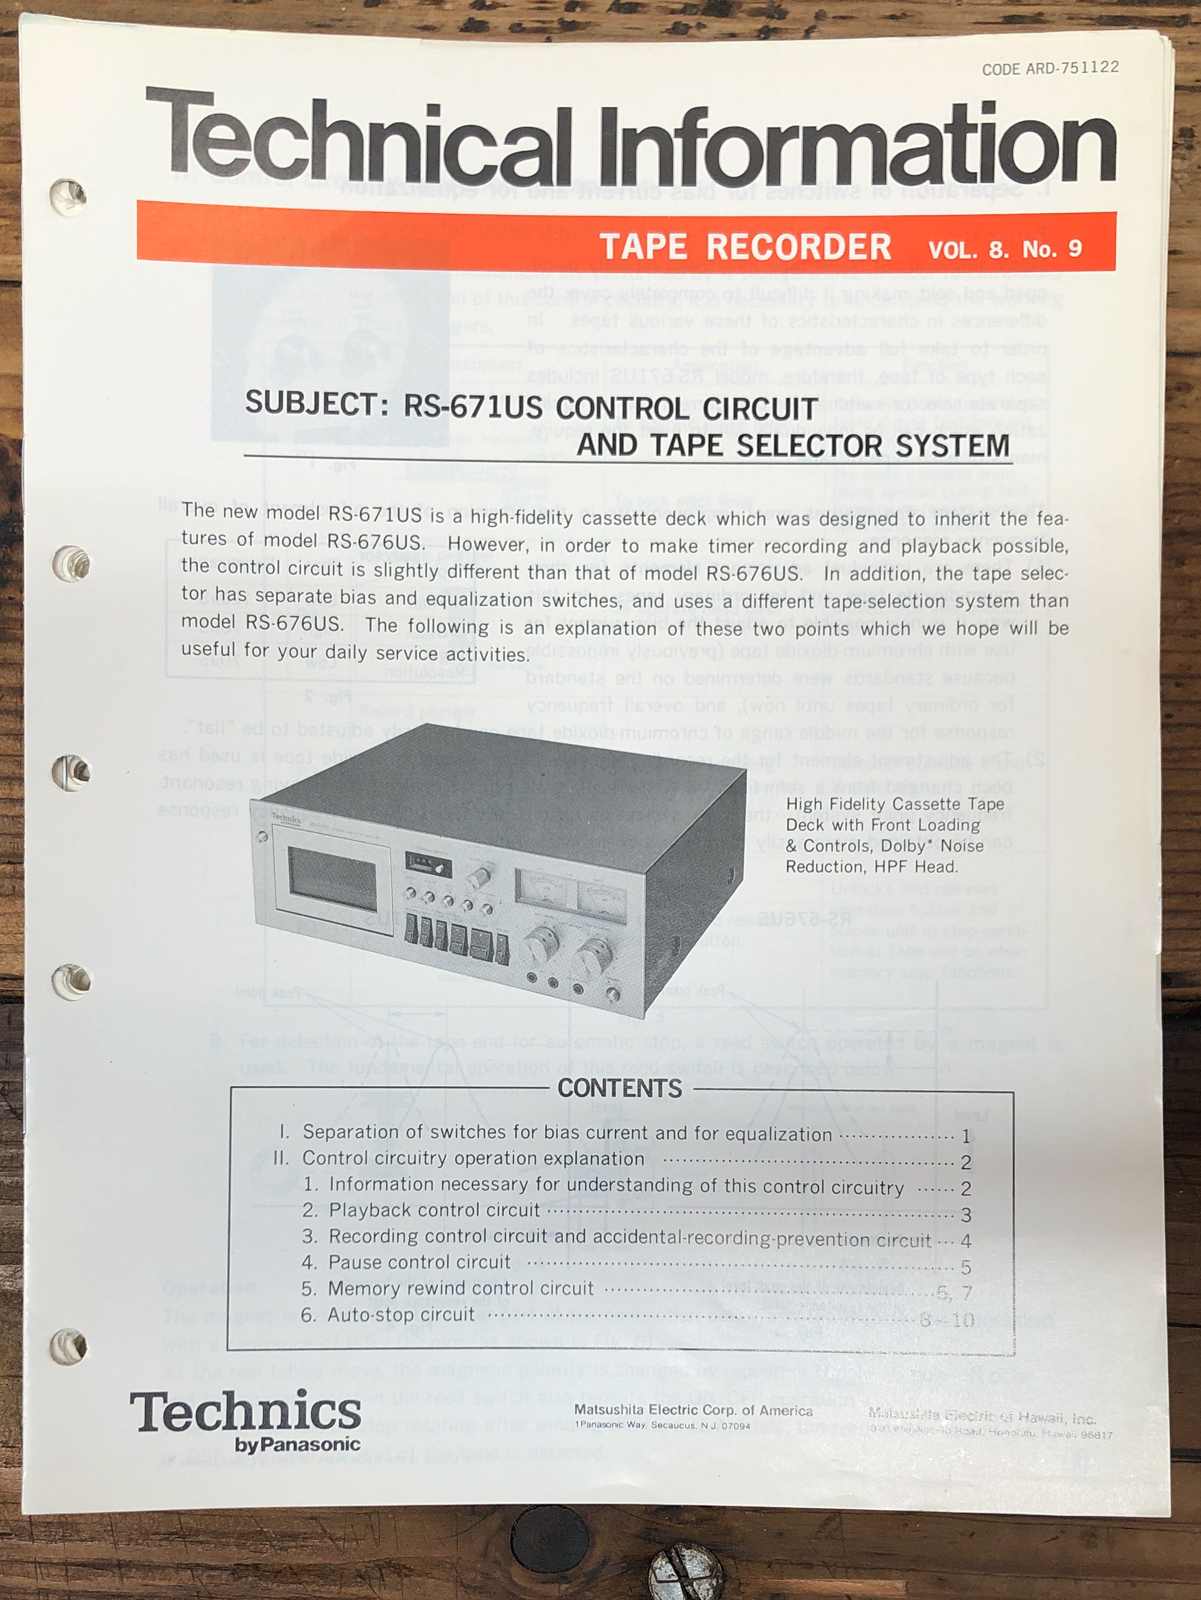 CODE ARD-751122
Technical Information
TAPE RECORDER VOL. 8. No. 9
SUBJECT: RS-671US CONTROL CIRCUIT
AND TAPE SELECTOR SYSTEM
The new model RS-671US is a high-fidelity cassette deck which was designed to inherit the fea-
tures of model RS-676US. However, in order to make timer recording and playback possible,
the control circuit is slightly different than that of model RS-676US. In addition, the tape selec-
tor has separate bias and equalization switches, and uses a different tape-selection system than
model RS-676US. The following is an explanation of these two points which we hope will be
useful for your daily service activities.
Technics
High Fidelity Cassette Tape
Deck with Front Loading
& Controls, Dolby* Noise
Reduction, HPF Head.
CONTENTS
I. Separation of switches for bias current and for equalization ·················· 1
II. Control circuitry operation explanation ·················· 2
1. Information necessary for understanding of this control circuitry ······ 2
2. Playback control circuit ·················· 3
3. Recording control circuit and accidental-recording-prevention circuit ··· 4
4. Pause control circuit ·················· 5
5. Memory rewind control circuit ·················· 6, 7
6. Auto-stop circuit ·················· 8 – 10
Technics
by Panasonic
Matsushita Electric Corp. of America
1 Panasonic Way, Secaucus, N.J. 07094
Matsushita Electric of Hawaii, Inc.
Road, Honolulu, Hawaii 96817